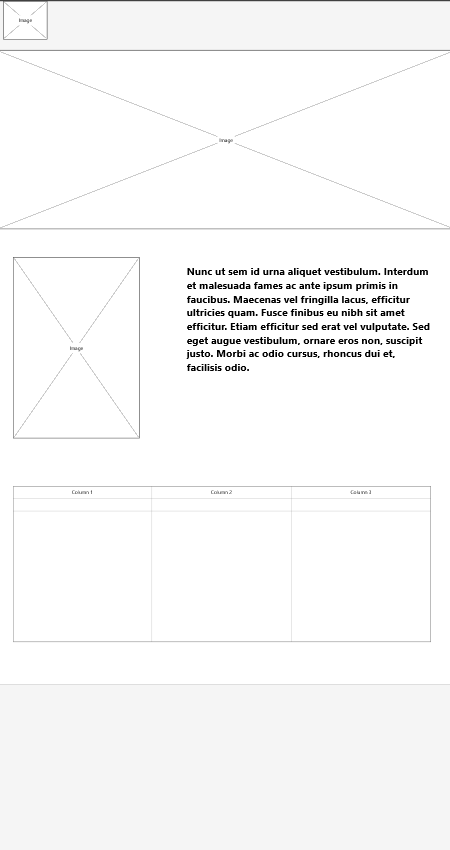 Image
Image
Nunc ut sem id urna aliquet vestibulum. Interdum
et malesuada fames ac ante ipsum primis in
faucibus. Maecenas vel fringilla lacus, efficitur
ultricies quam. Fusce finibus eu nibh sit amet
efficitur. Etiam efficitur sed erat vel vulputate. Sed
eget augue vestibulum, ornare eros non, suscipit
justo. Morbi ac odio cursus, rhoncus dui et,
facilisis odio.
Image
Column 1 Column 2 Column 3